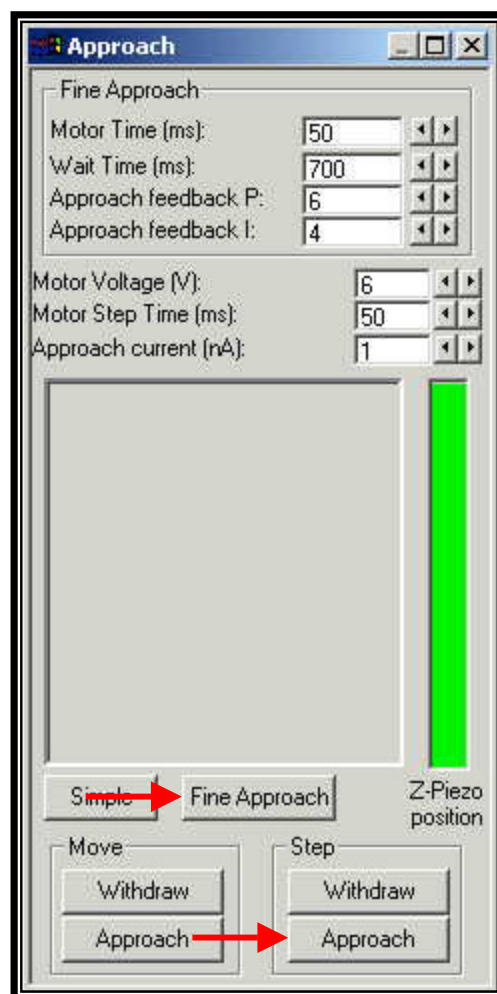 Approach
Fine Approach
Motor Time (ms): 50
Wait Time (ms): 700
Approach feedback P: 6
Approach feedback I: 4
Motor Voltage (V): 6
Motor Step Time (ms): 50
Approach current (nA): 1
Simple Fine Approach Z-Piezo
position
Move Step
Withdraw Withdraw
Approach Approach